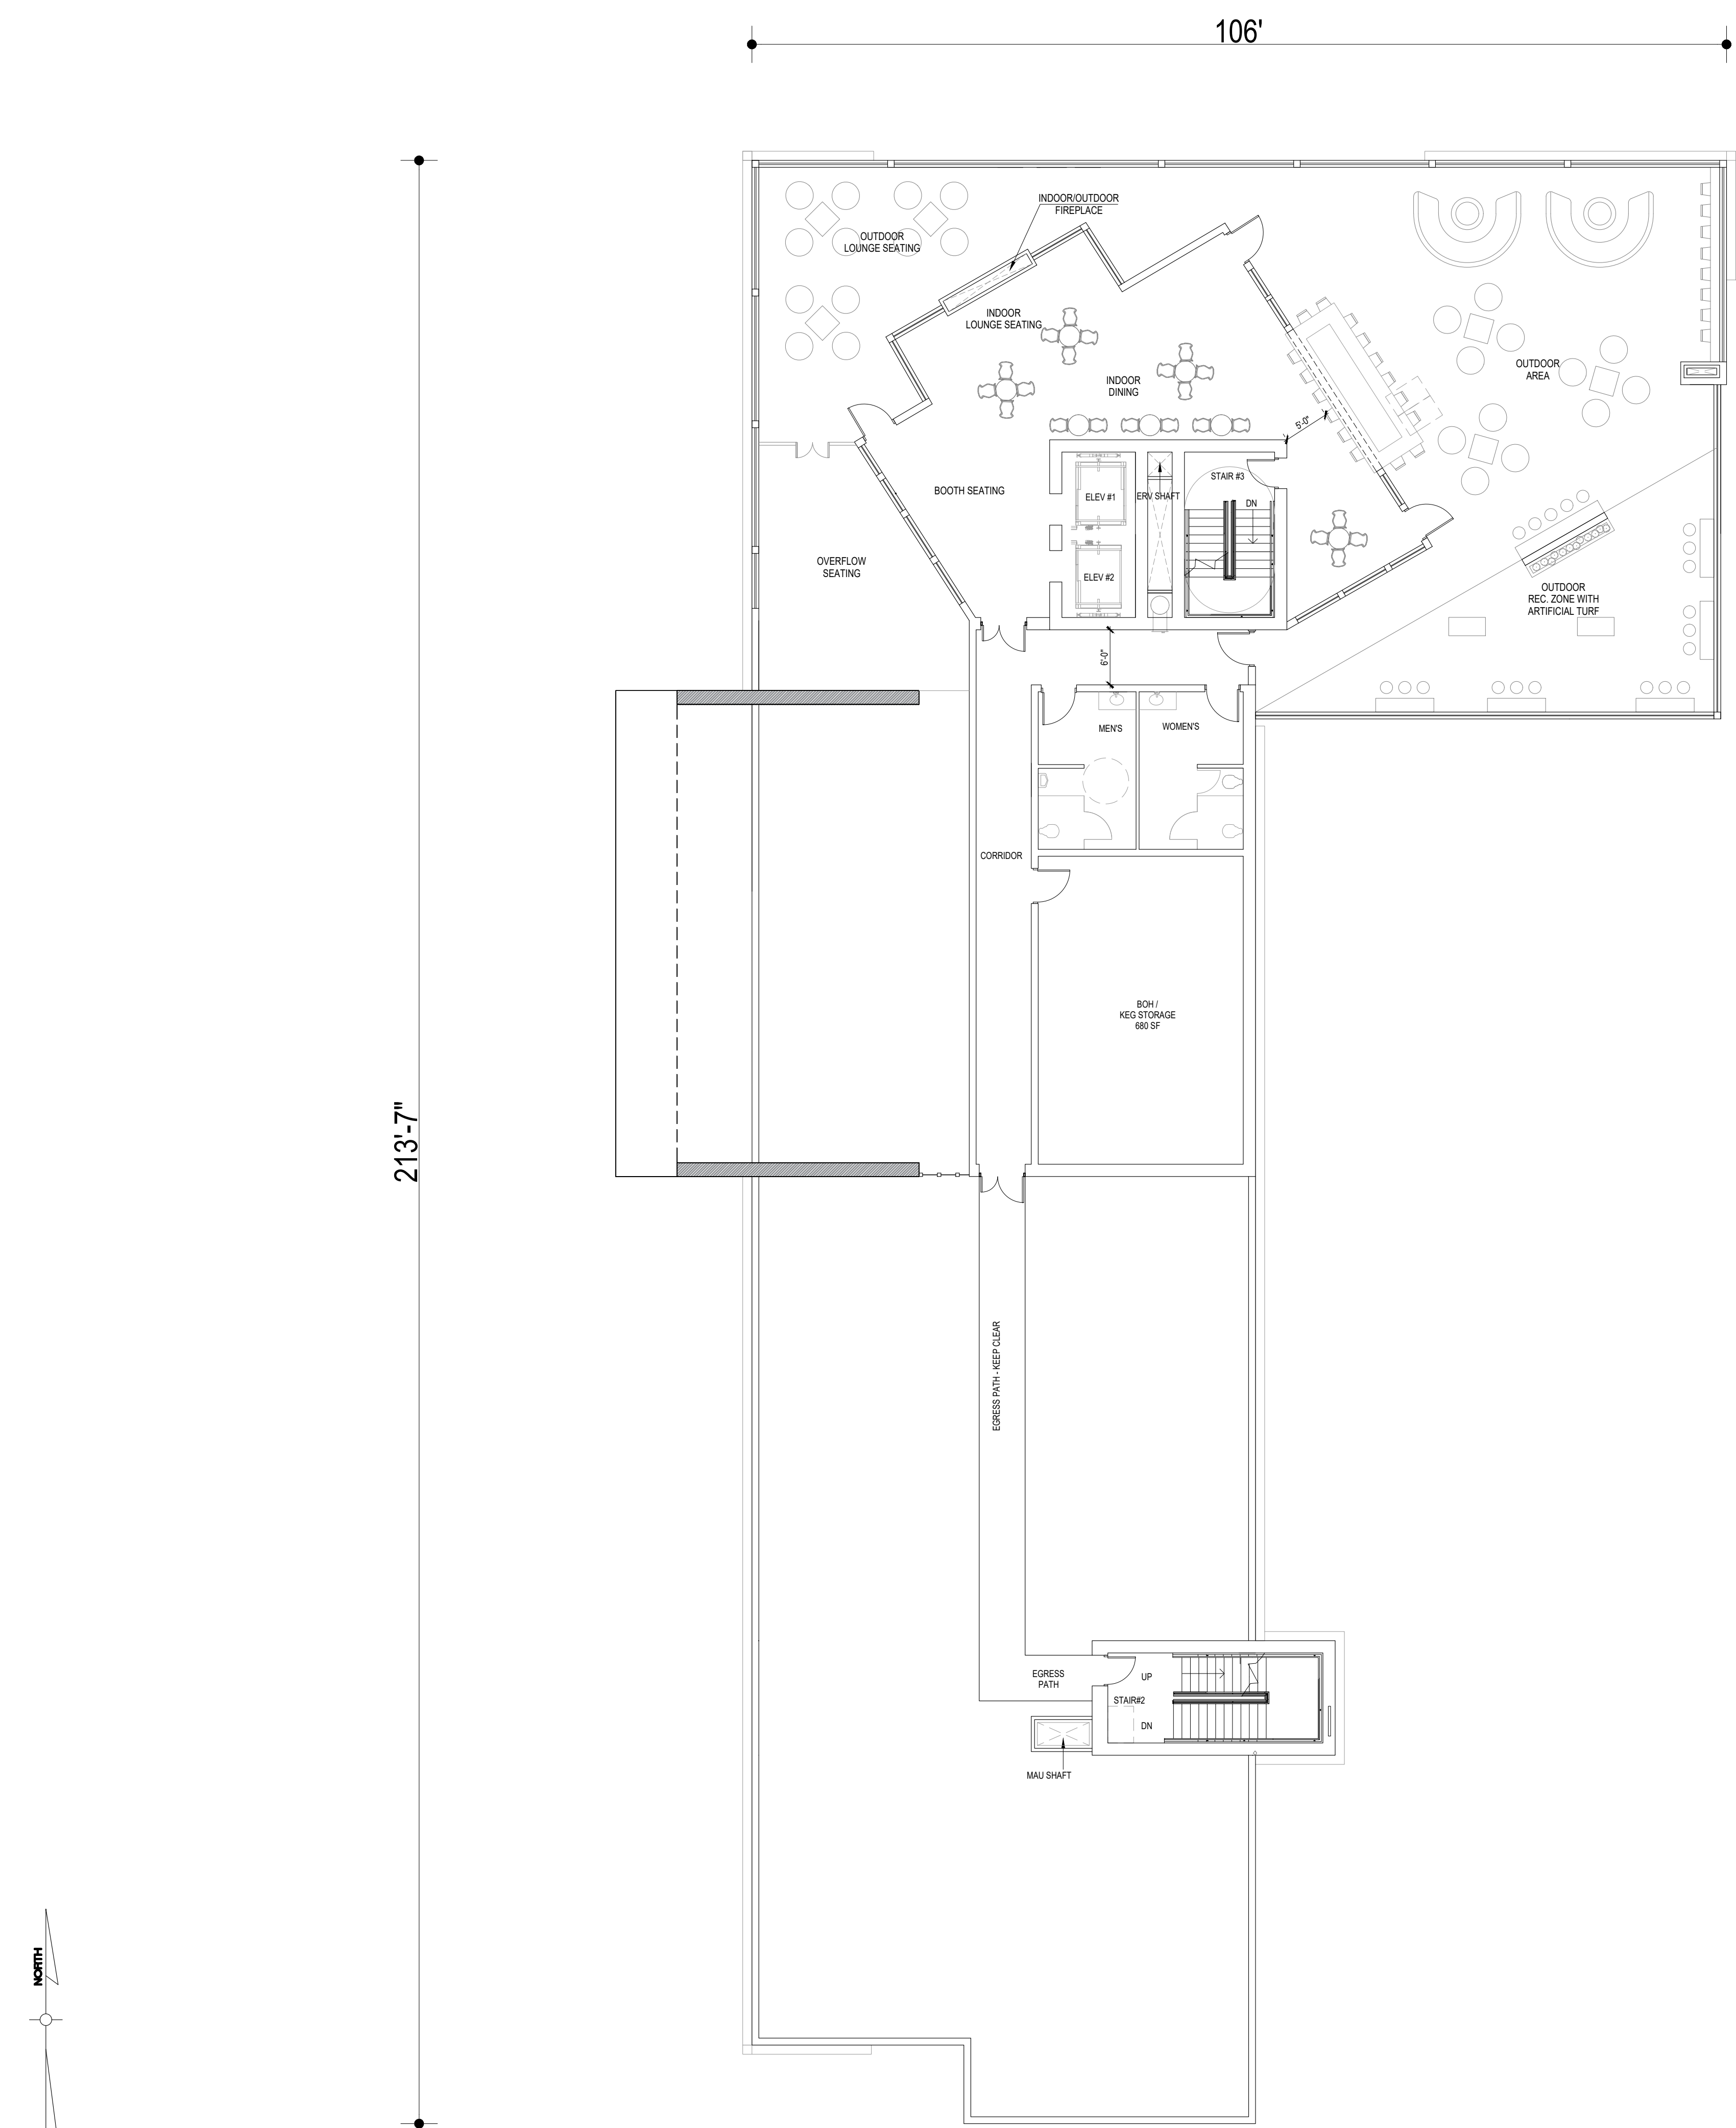 106'
INDOOR/OUTDOOR
FIREPLACE
OUTDOOR
LOUNGE SEATING
INDOOR
LOUNGE SEATING
INDOOR
DINING
OUTDOOR
AREA
5'-0"
BOOTH SEATING
ELEV #1
ERV SHAFT
STAIR #3
DN
OVERFLOW
SEATING
ELEV #2
OUTDOOR
REC. ZONE WITH
ARTIFICIAL TURF
6'-0"
MEN'S
WOMEN'S
CORRIDOR
BOH /
KEG STORAGE
680 SF
213'-7"
EGRESS PATH - KEEP CLEAR
EGRESS
PATH
UP
STAIR#2
DN
MAU SHAFT
NORTH